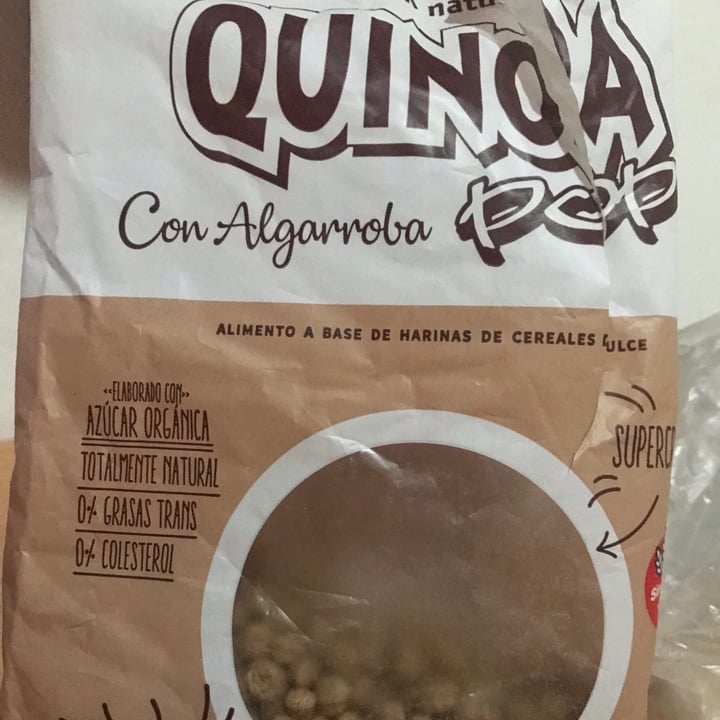 QUINOA
pop
Con Algarroba
ALIMENTO A BASE DE HARINAS DE CEREALES DULCE
«ELABORADO CON»
AZÚCAR ORGÁNICA
TOTALMENTE NATURAL
0% GRASAS TRANS
0% COLESTEROL